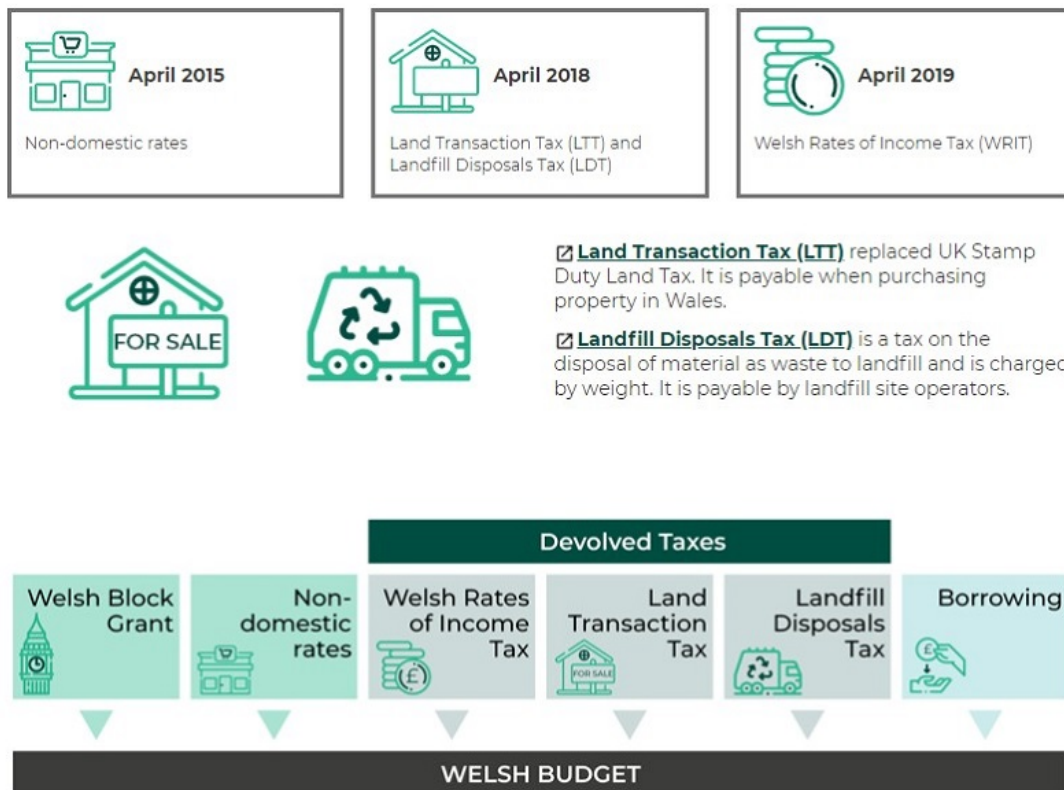 April 2015
Non-domestic rates
April 2018
Land Transaction Tax (LTT) and
Landfill Disposals Tax (LDT)
April 2019
Welsh Rates of Income Tax (WRIT)
FOR SALE
Land Transaction Tax (LTT) replaced UK Stamp
Duty Land Tax. It is payable when purchasing
property in Wales.
Landfill Disposals Tax (LDT) is a tax on the
disposal of material as waste to landfill and is charged
by weight. It is payable by landfill site operators.
Devolved Taxes
Welsh Block
Grant
Non-
domestic
rates
Welsh Rates
of Income
Tax
£
Land
Transaction
Tax
FOR SALE
Landfill
Disposals
Tax
Borrowing
£
WELSH BUDGET